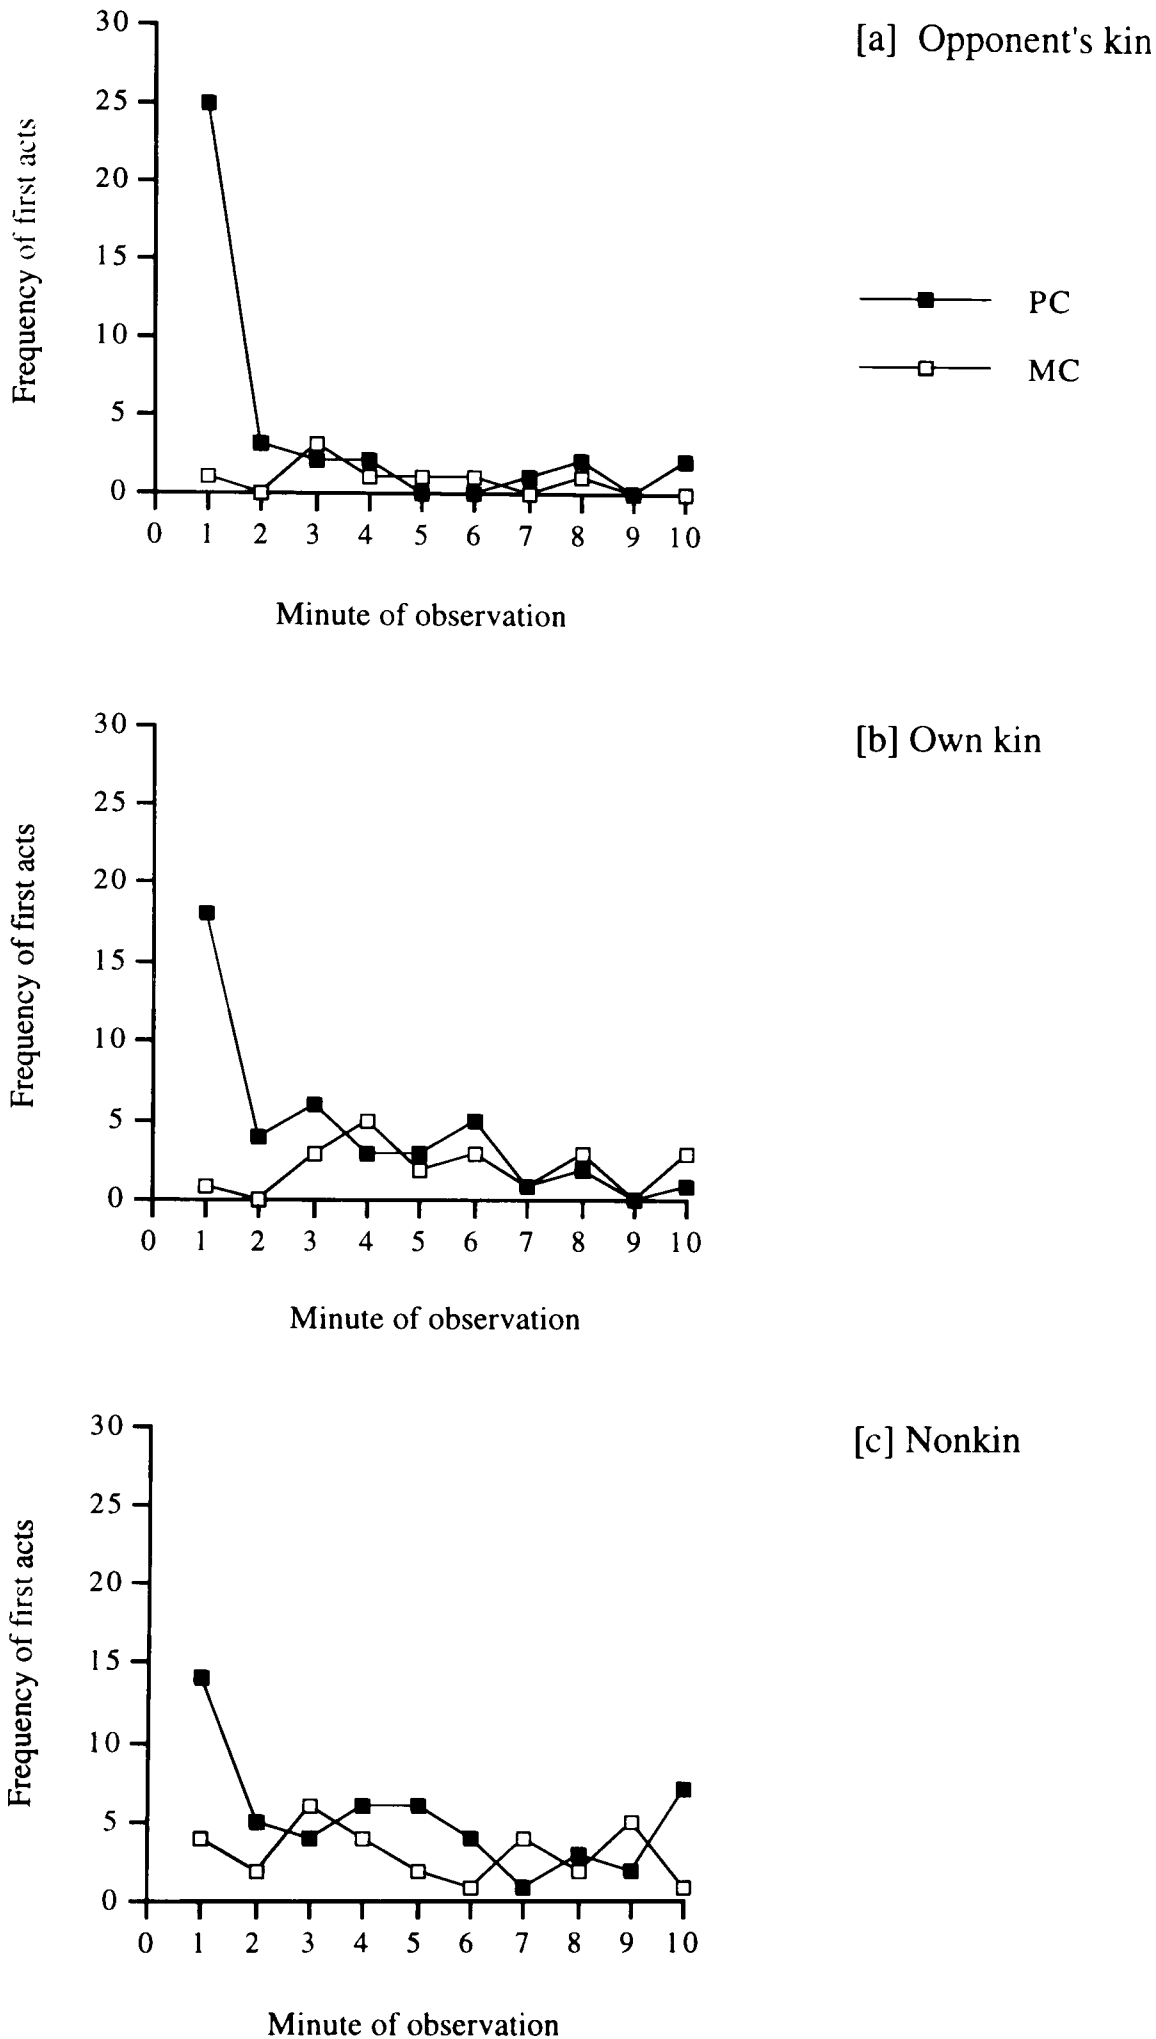 [a] Opponent's kin
30
25
20
15
10
5
0
Frequency of first acts
PC
MC
0 1 2 3 4 5 6 7 8 9 10
Minute of observation
[b] Own kin
30
25
20
15
10
5
0
Frequency of first acts
0 1 2 3 4 5 6 7 8 9 10
Minute of observation
[c] Nonkin
30
25
20
15
10
5
0
Frequency of first acts
0 1 2 3 4 5 6 7 8 9 10
Minute of observation